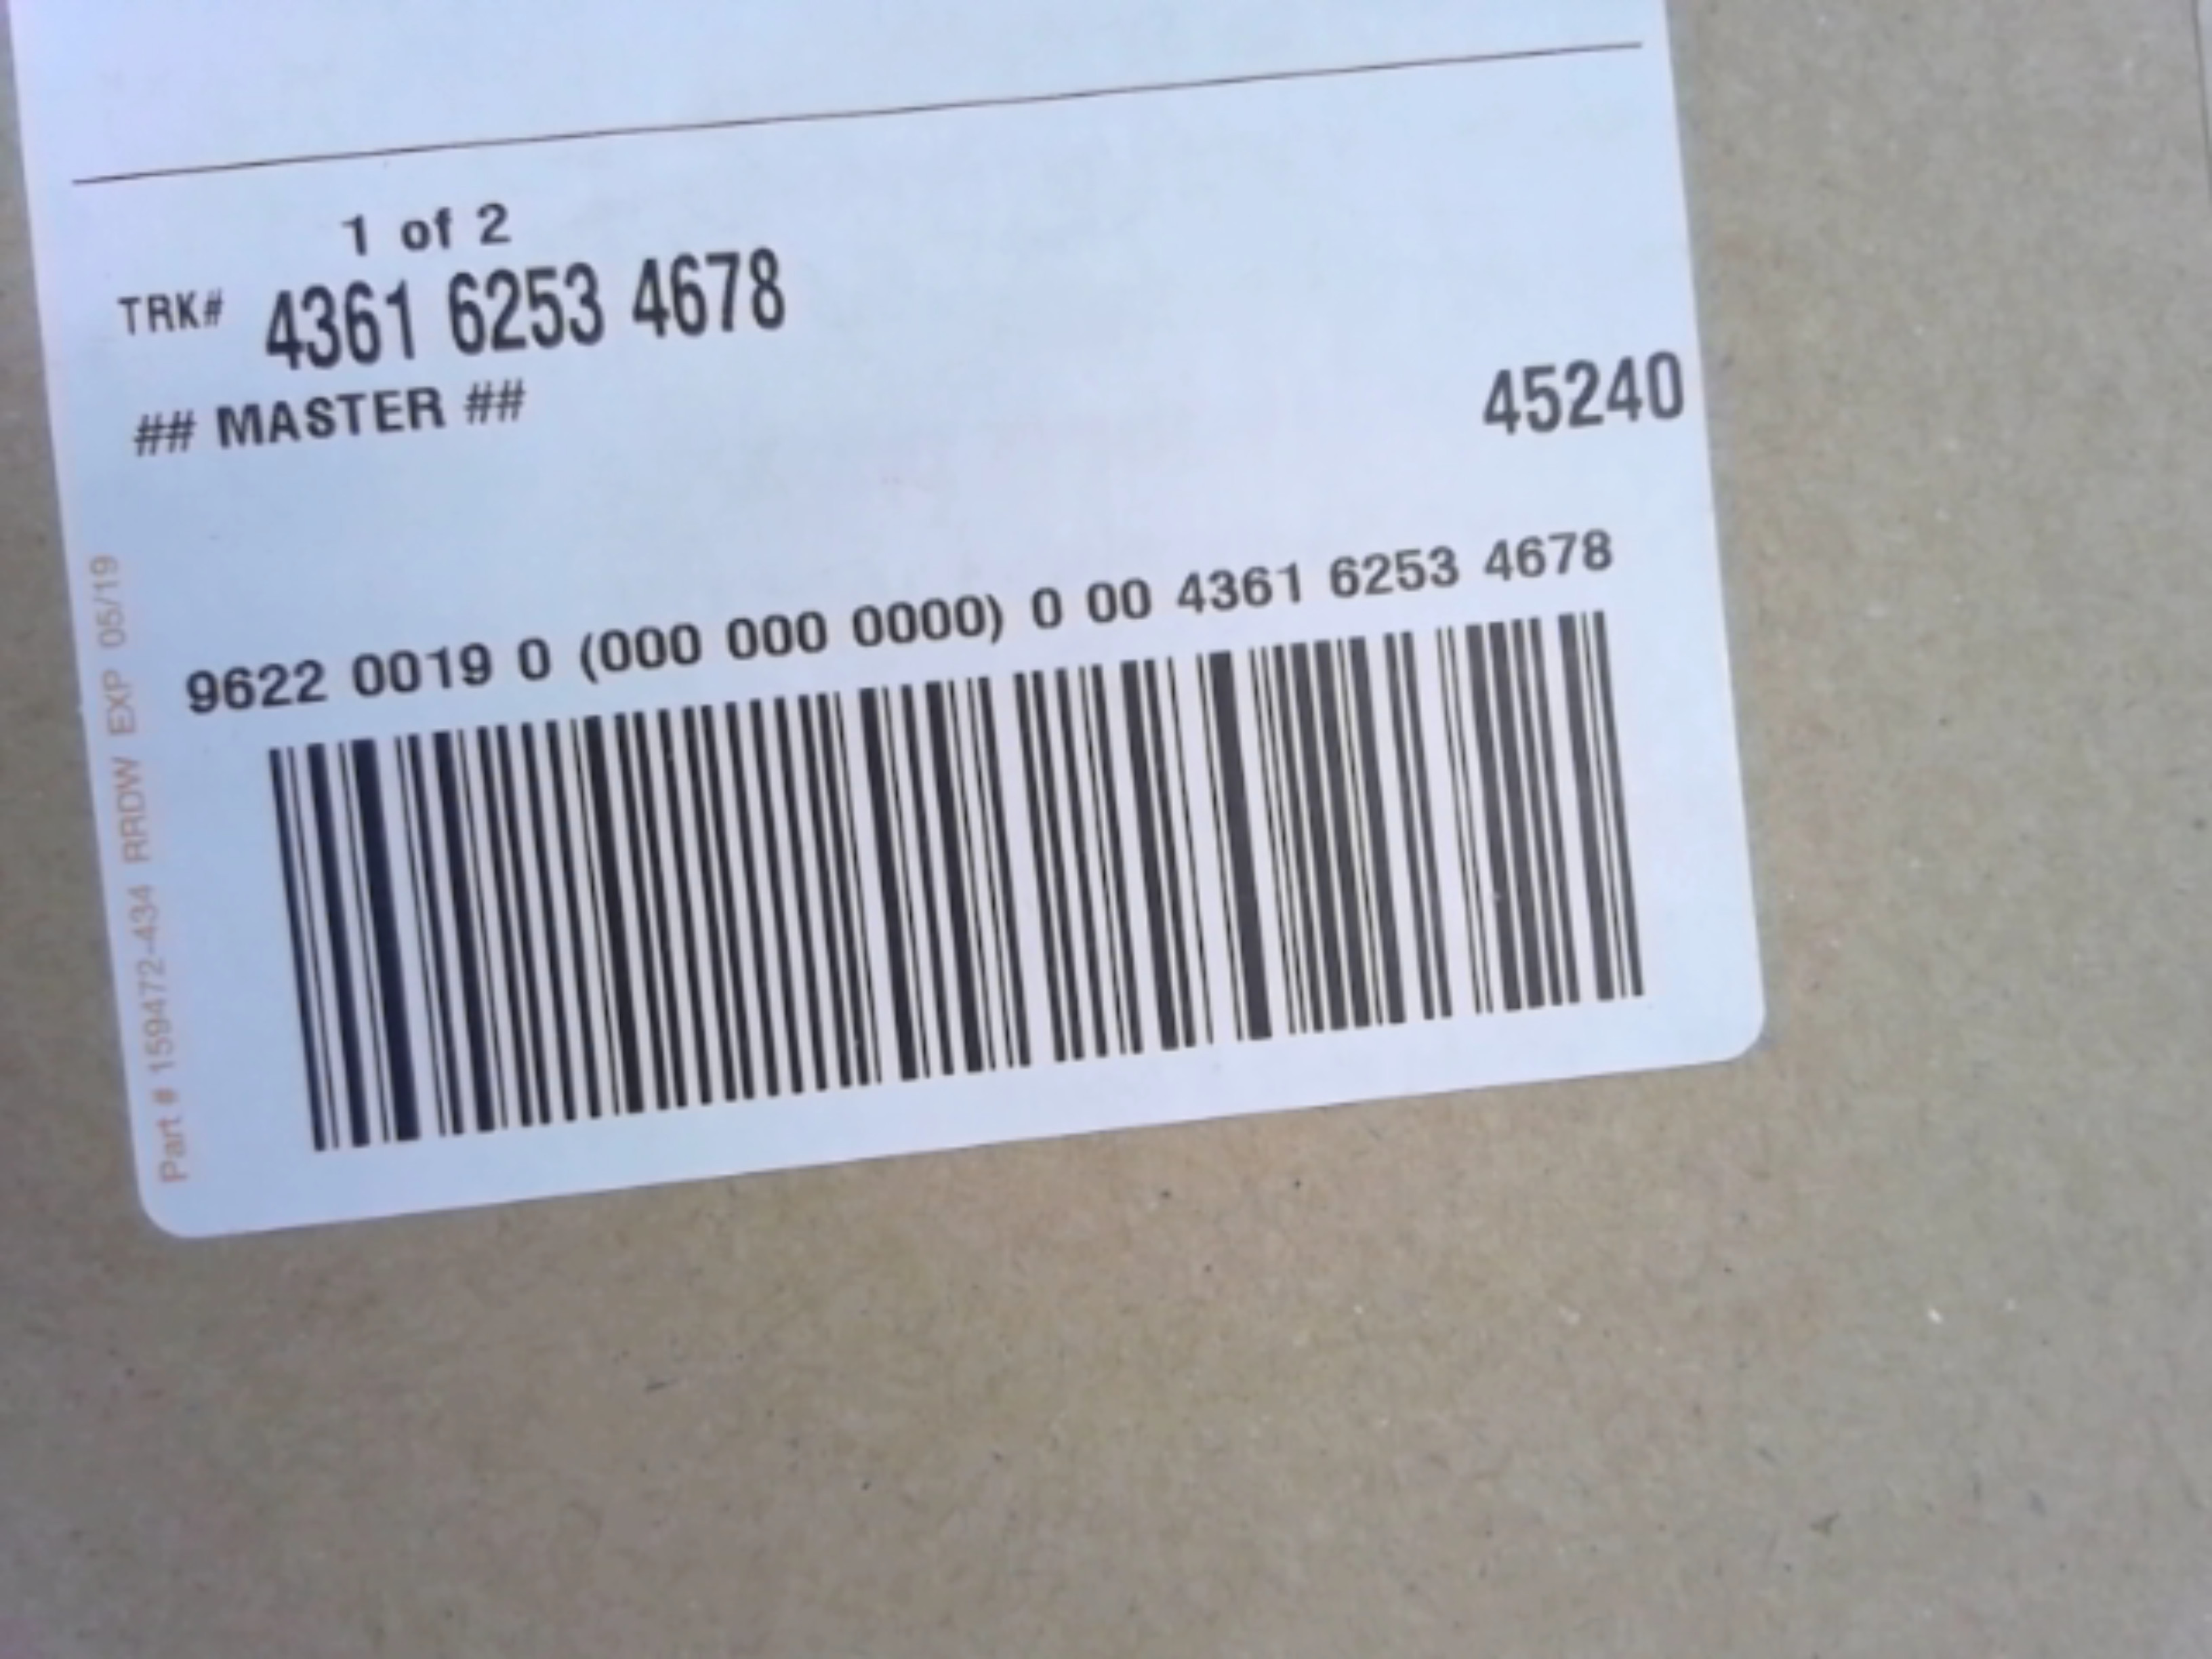 1 of 2
TRK# 4361 6253 4678
## MASTER ##
45240
9622 0019 0 (000 000 0000) 0 00 4361 6253 4678
Part # 159472-434 RRDW EXP 05/19